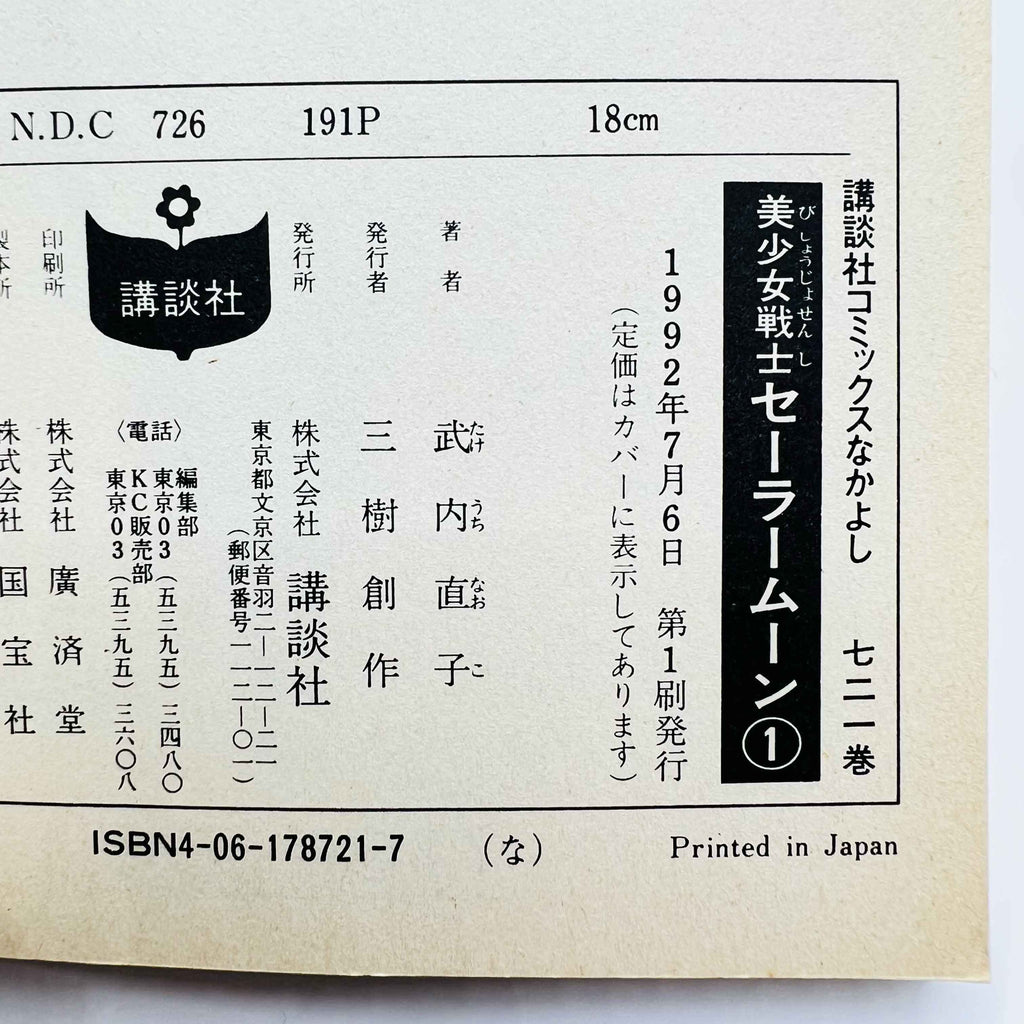 N.D.C 726 191P 18cm
講談社コミックスなかよし 七二一巻
美少女戦士セーラームーン①
びしょうじょせんし
1992年7月6日 第1刷発行
(定価はカバーに表示してあります)
著者 武内直子
たけうちなおこ
発行者 三樹創作
発行所 株式会社 講談社
東京都文京区音羽二ー一二ー二一
(郵便番号一一二ー〇一)
〈電話〉 編集部
東京03(五三九五)三四八〇
KC販売部
東京03(五三九五)三六〇八
講談社
印刷所 株式会社 廣済堂
製本所 株式会社 国宝社
ISBN4-06-178721-7 (な) Printed in Japan